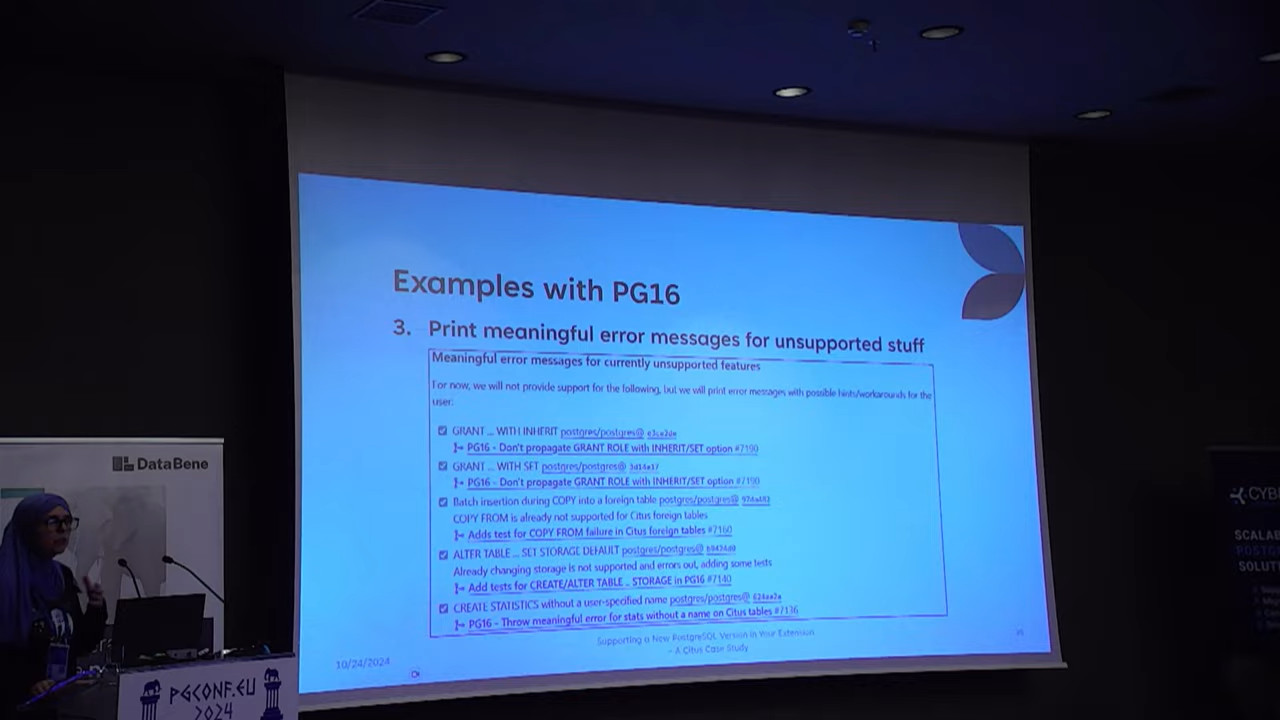 Examples with PG16
3. Print meaningful error messages for unsupported stuff
Meaningful error messages for currently unsupported features
For now, we will not provide support for the following, but we will print error messages with possible hints/workarounds for the
user:
GRANT ... WITH INHERIT postgres/postgres@
PG16 - Don't propagate GRANT ROLE with INHERIT/SET option #7190
GRANT ... WITH SET postgres/postgres@
PG16 - Don't propagate GRANT ROLE with INHERIT/SET option #7190
Batch insertion during COPY into a foreign table postgres/postgres@
COPY FROM is already not supported for Citus foreign tables
Adds test for COPY FROM failure in Citus foreign tables #7160
ALTER TABLE ... SET STORAGE DEFAULT postgres/postgres@
Already changing storage is not supported and errors out, adding some tests
Add tests for CREATE/ALTER TABLE .. STORAGE in PG16 #7140
CREATE STATISTICS without a user-specified name postgres/postgres@
PG16 - Throw meaningful error for stats without a name on Citus tables #7136
Supporting a New PostgreSQL Version in Your Extension
– A Citus Case Study
10/24/2024
DataBene
PGCONF.EU
2024
CYB
SCALAB
POSTG
SOLUTI